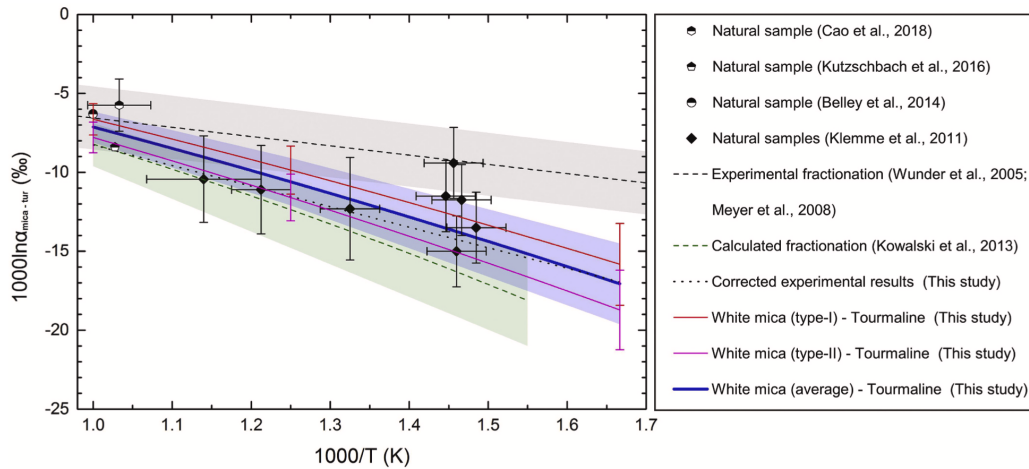 0
-5
-10
-15
-20
-25
1000lnα mica - tur (‰)
1.0 1.1 1.2 1.3 1.4 1.5 1.6 1.7
1000/T (K)
Natural sample (Cao et al., 2018)
Natural sample (Kutzschbach et al., 2016)
Natural sample (Belley et al., 2014)
Natural samples (Klemme et al., 2011)
Experimental fractionation (Wunder et al., 2005;
Meyer et al., 2008)
Calculated fractionation (Kowalski et al., 2013)
Corrected experimental results (This study)
White mica (type-I) - Tourmaline (This study)
White mica (type-II) - Tourmaline (This study)
White mica (average) - Tourmaline (This study)